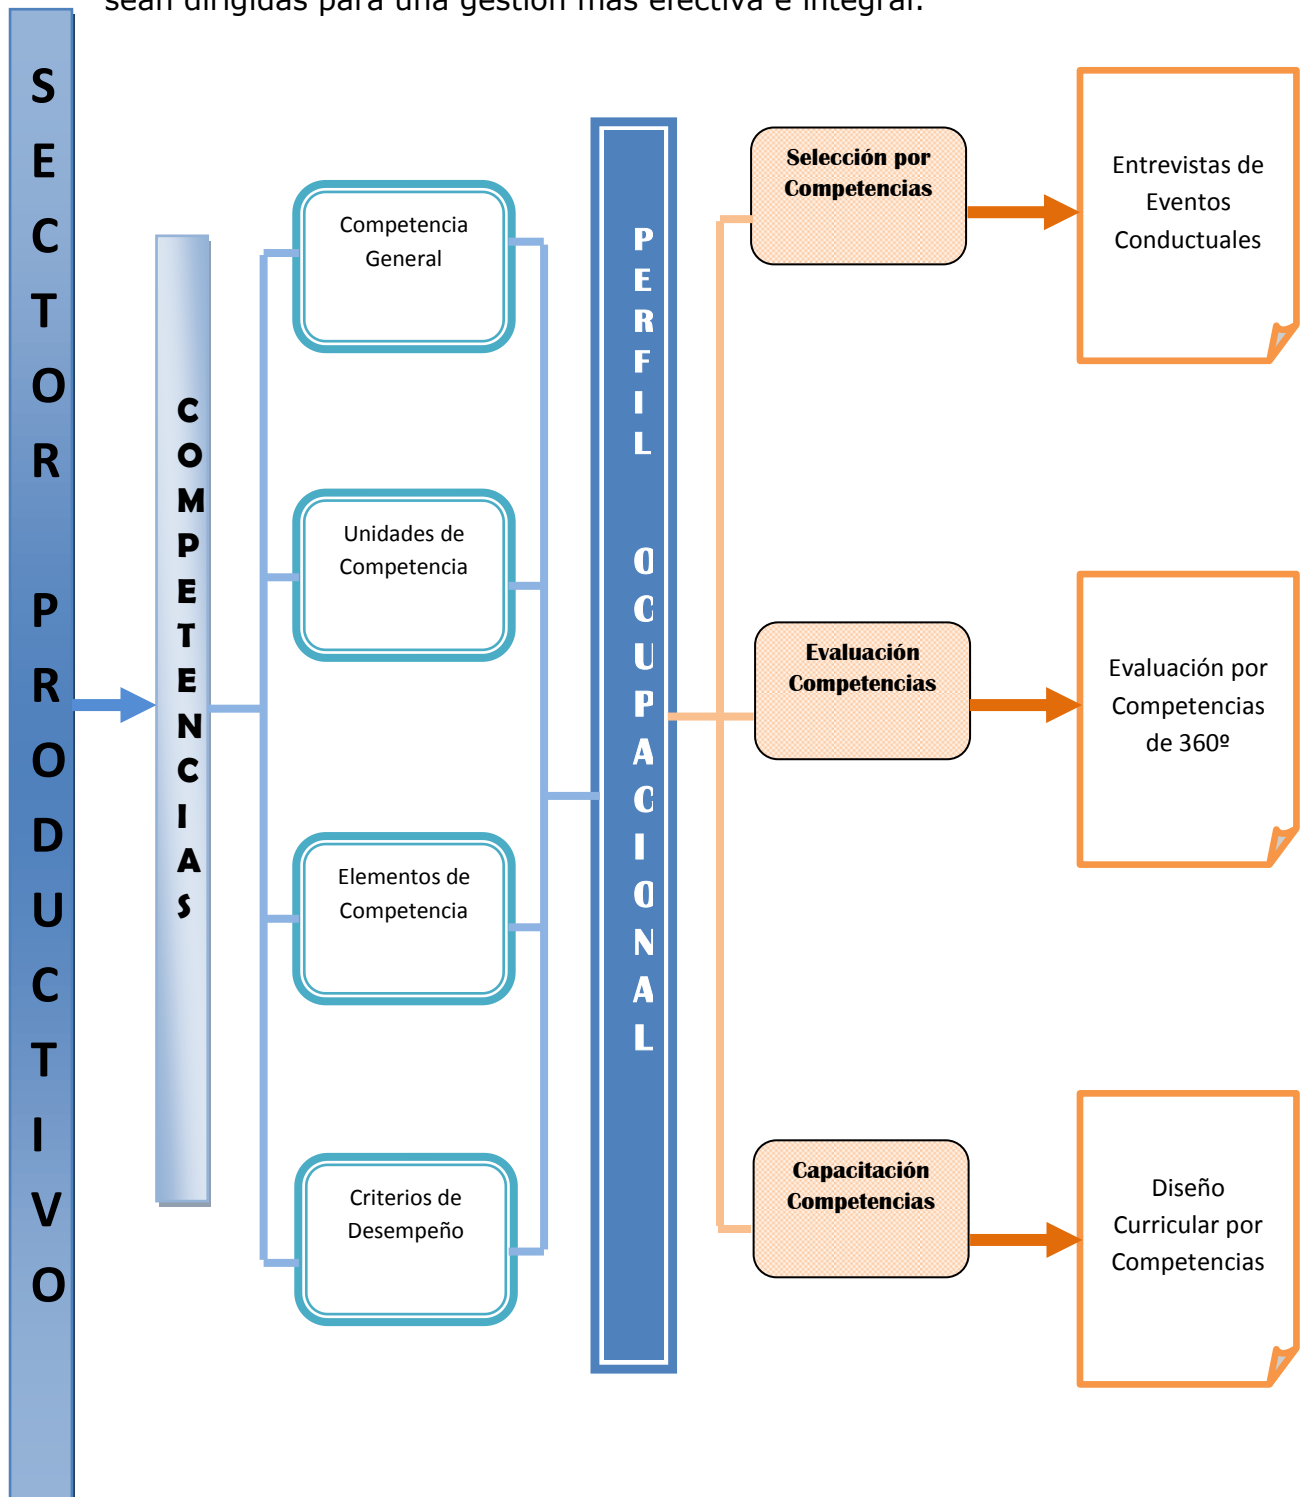 sean dirigidas para una gestión más efectiva e integral.
SECTOR PRODUCTIVO
COMPETENCIAS
Competencia
General
Unidades de
Competencia
Elementos de
Competencia
Criterios de
Desempeño
PERFIL OCUPACIONAL
Selección por
Competencias
Entrevistas de
Eventos
Conductuales
Evaluación
Competencias
Evaluación por
Competencias
de 360º
Capacitación
Competencias
Diseño
Curricular por
Competencias